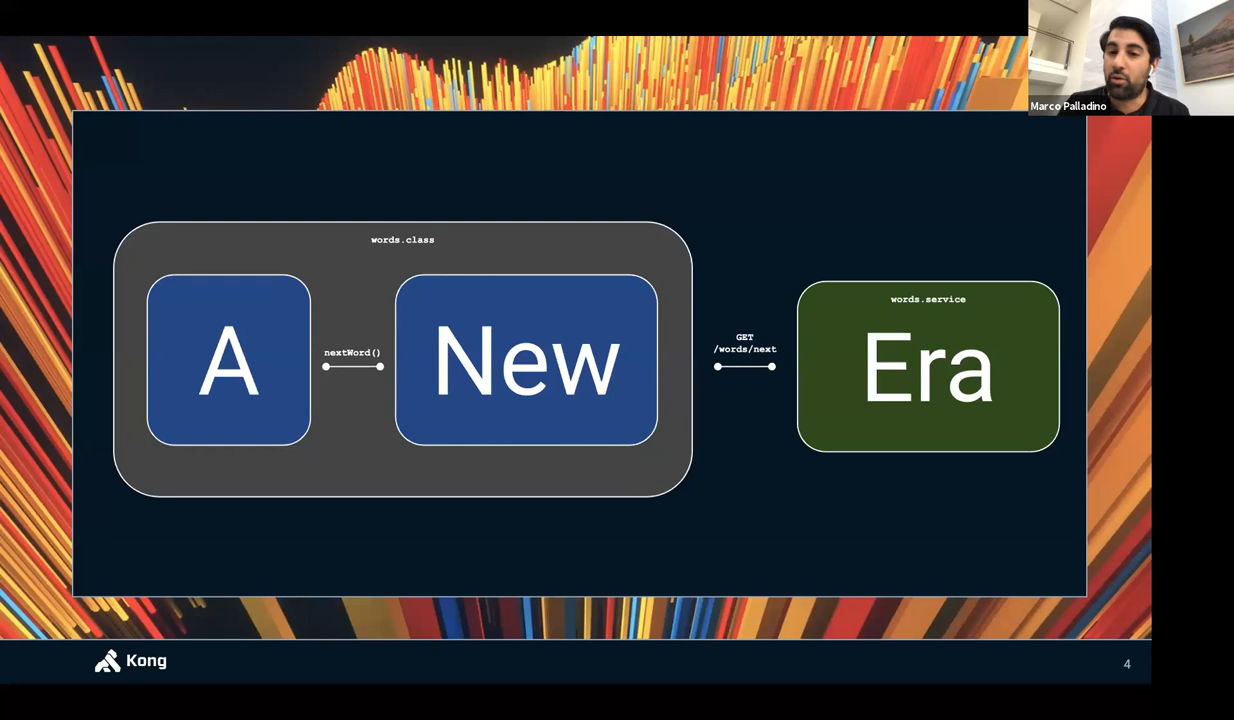 Marco Palladino
words.class
A
nextWord()
New
GET
/words/next
words.service
Era
Kong
4